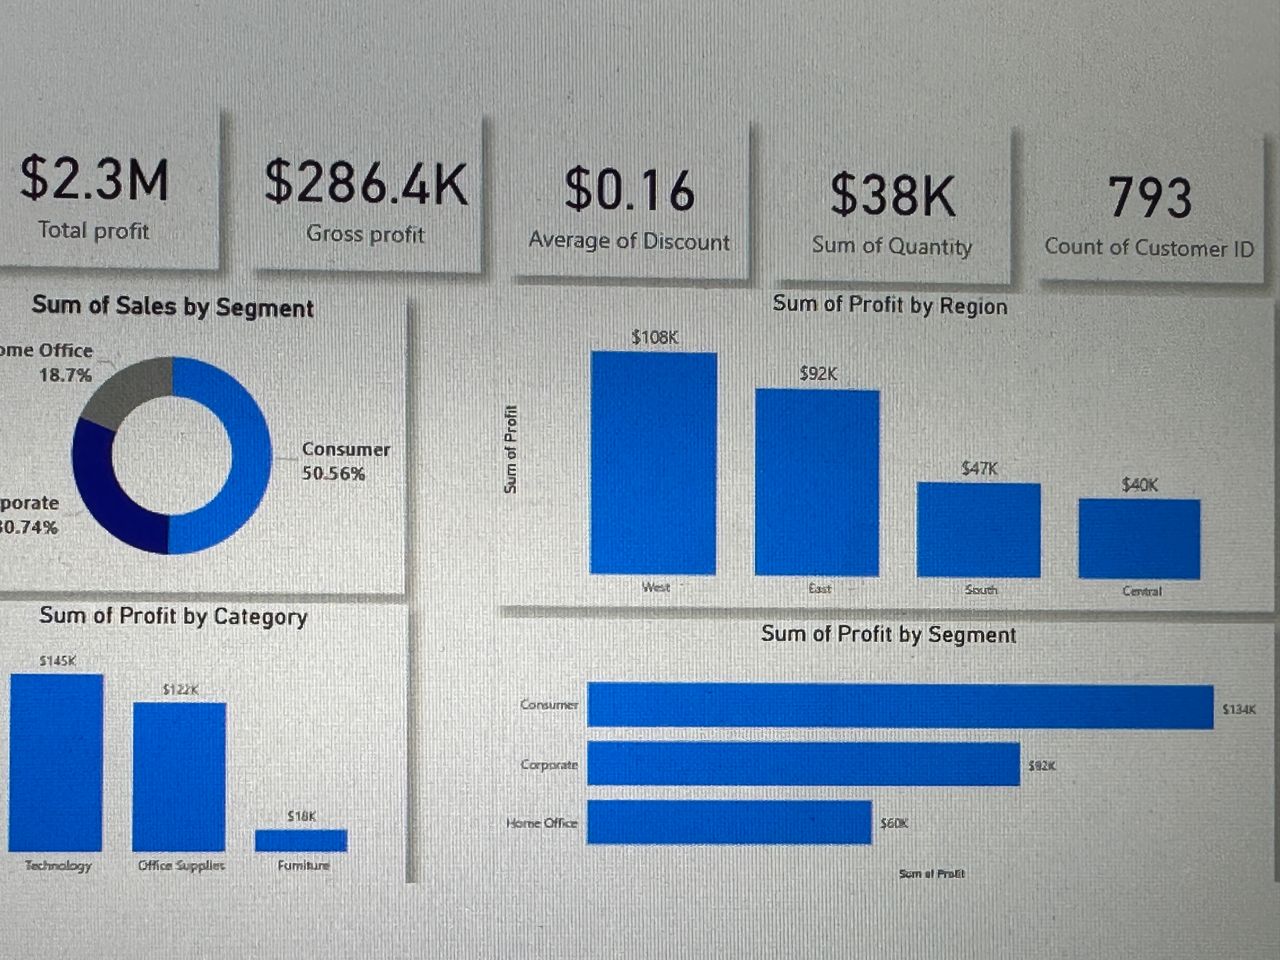 $2.3M
Total profit
$286.4K
Gross profit
$0.16
Average of Discount
$38K
Sum of Quantity
793
Count of Customer ID
Sum of Sales by Segment
ome Office
18.7%
Consumer
50.56%
porate
30.74%
Sum of Profit by Region
Sum of Profit
$108K
$92K
$47K
$40K
West
East
South
Central
Sum of Profit by Category
$145K
$122K
$18K
Technology
Office Supplies
Furniture
Sum of Profit by Segment
Consumer
$134K
Corporate
$92K
Home Office
$60K
Sum of Profit